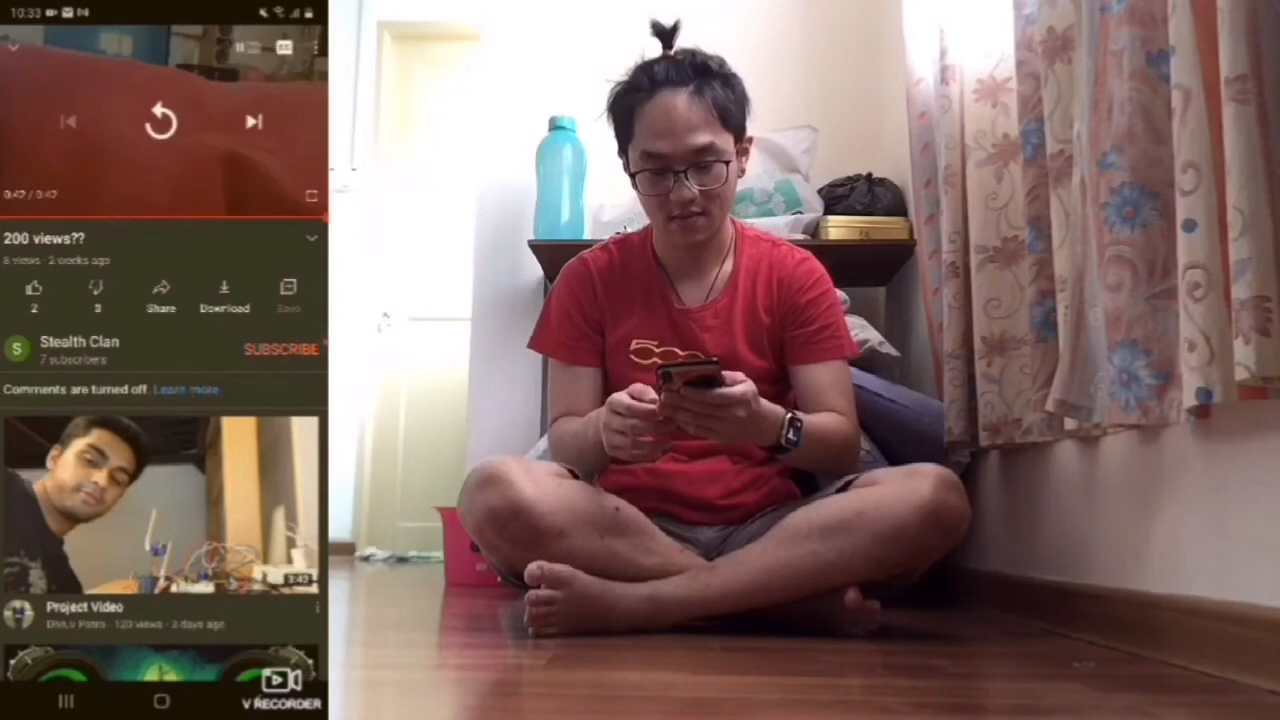 10:33
0:42 / 0:42
200 views??
6 views · 2 weeks ago
2
3
Share
Download
Save
S
Stealth Clan
7 subscribers
SUBSCRIBE
Comments are turned off. Learn more
3:42
Project Video
120 views · 3 days ago
V RECORDER